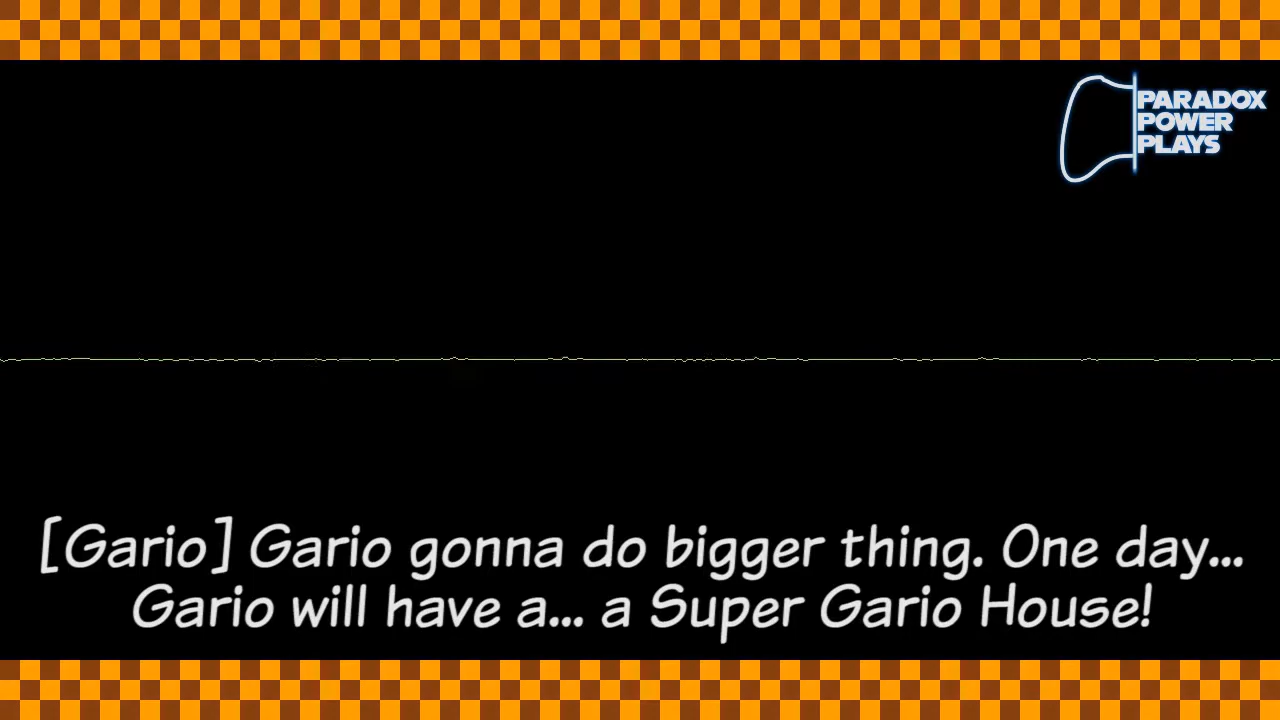 PARADOX
POWER
PLAYS
[Gario] Gario gonna do bigger thing. One day...
Gario will have a... a Super Gario House!